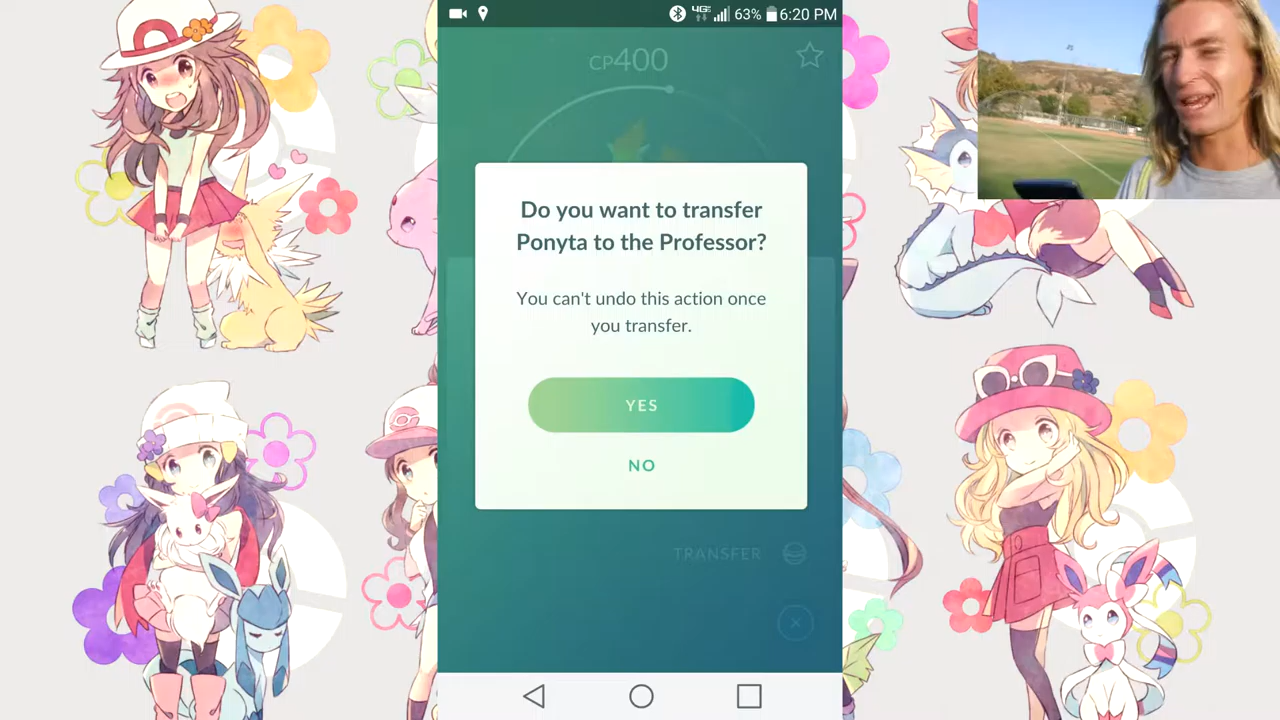 4GE 63% 6:20 PM
CP400
Do you want to transfer
Ponyta to the Professor?
You can't undo this action once
you transfer.
YES
NO
TRANSFER